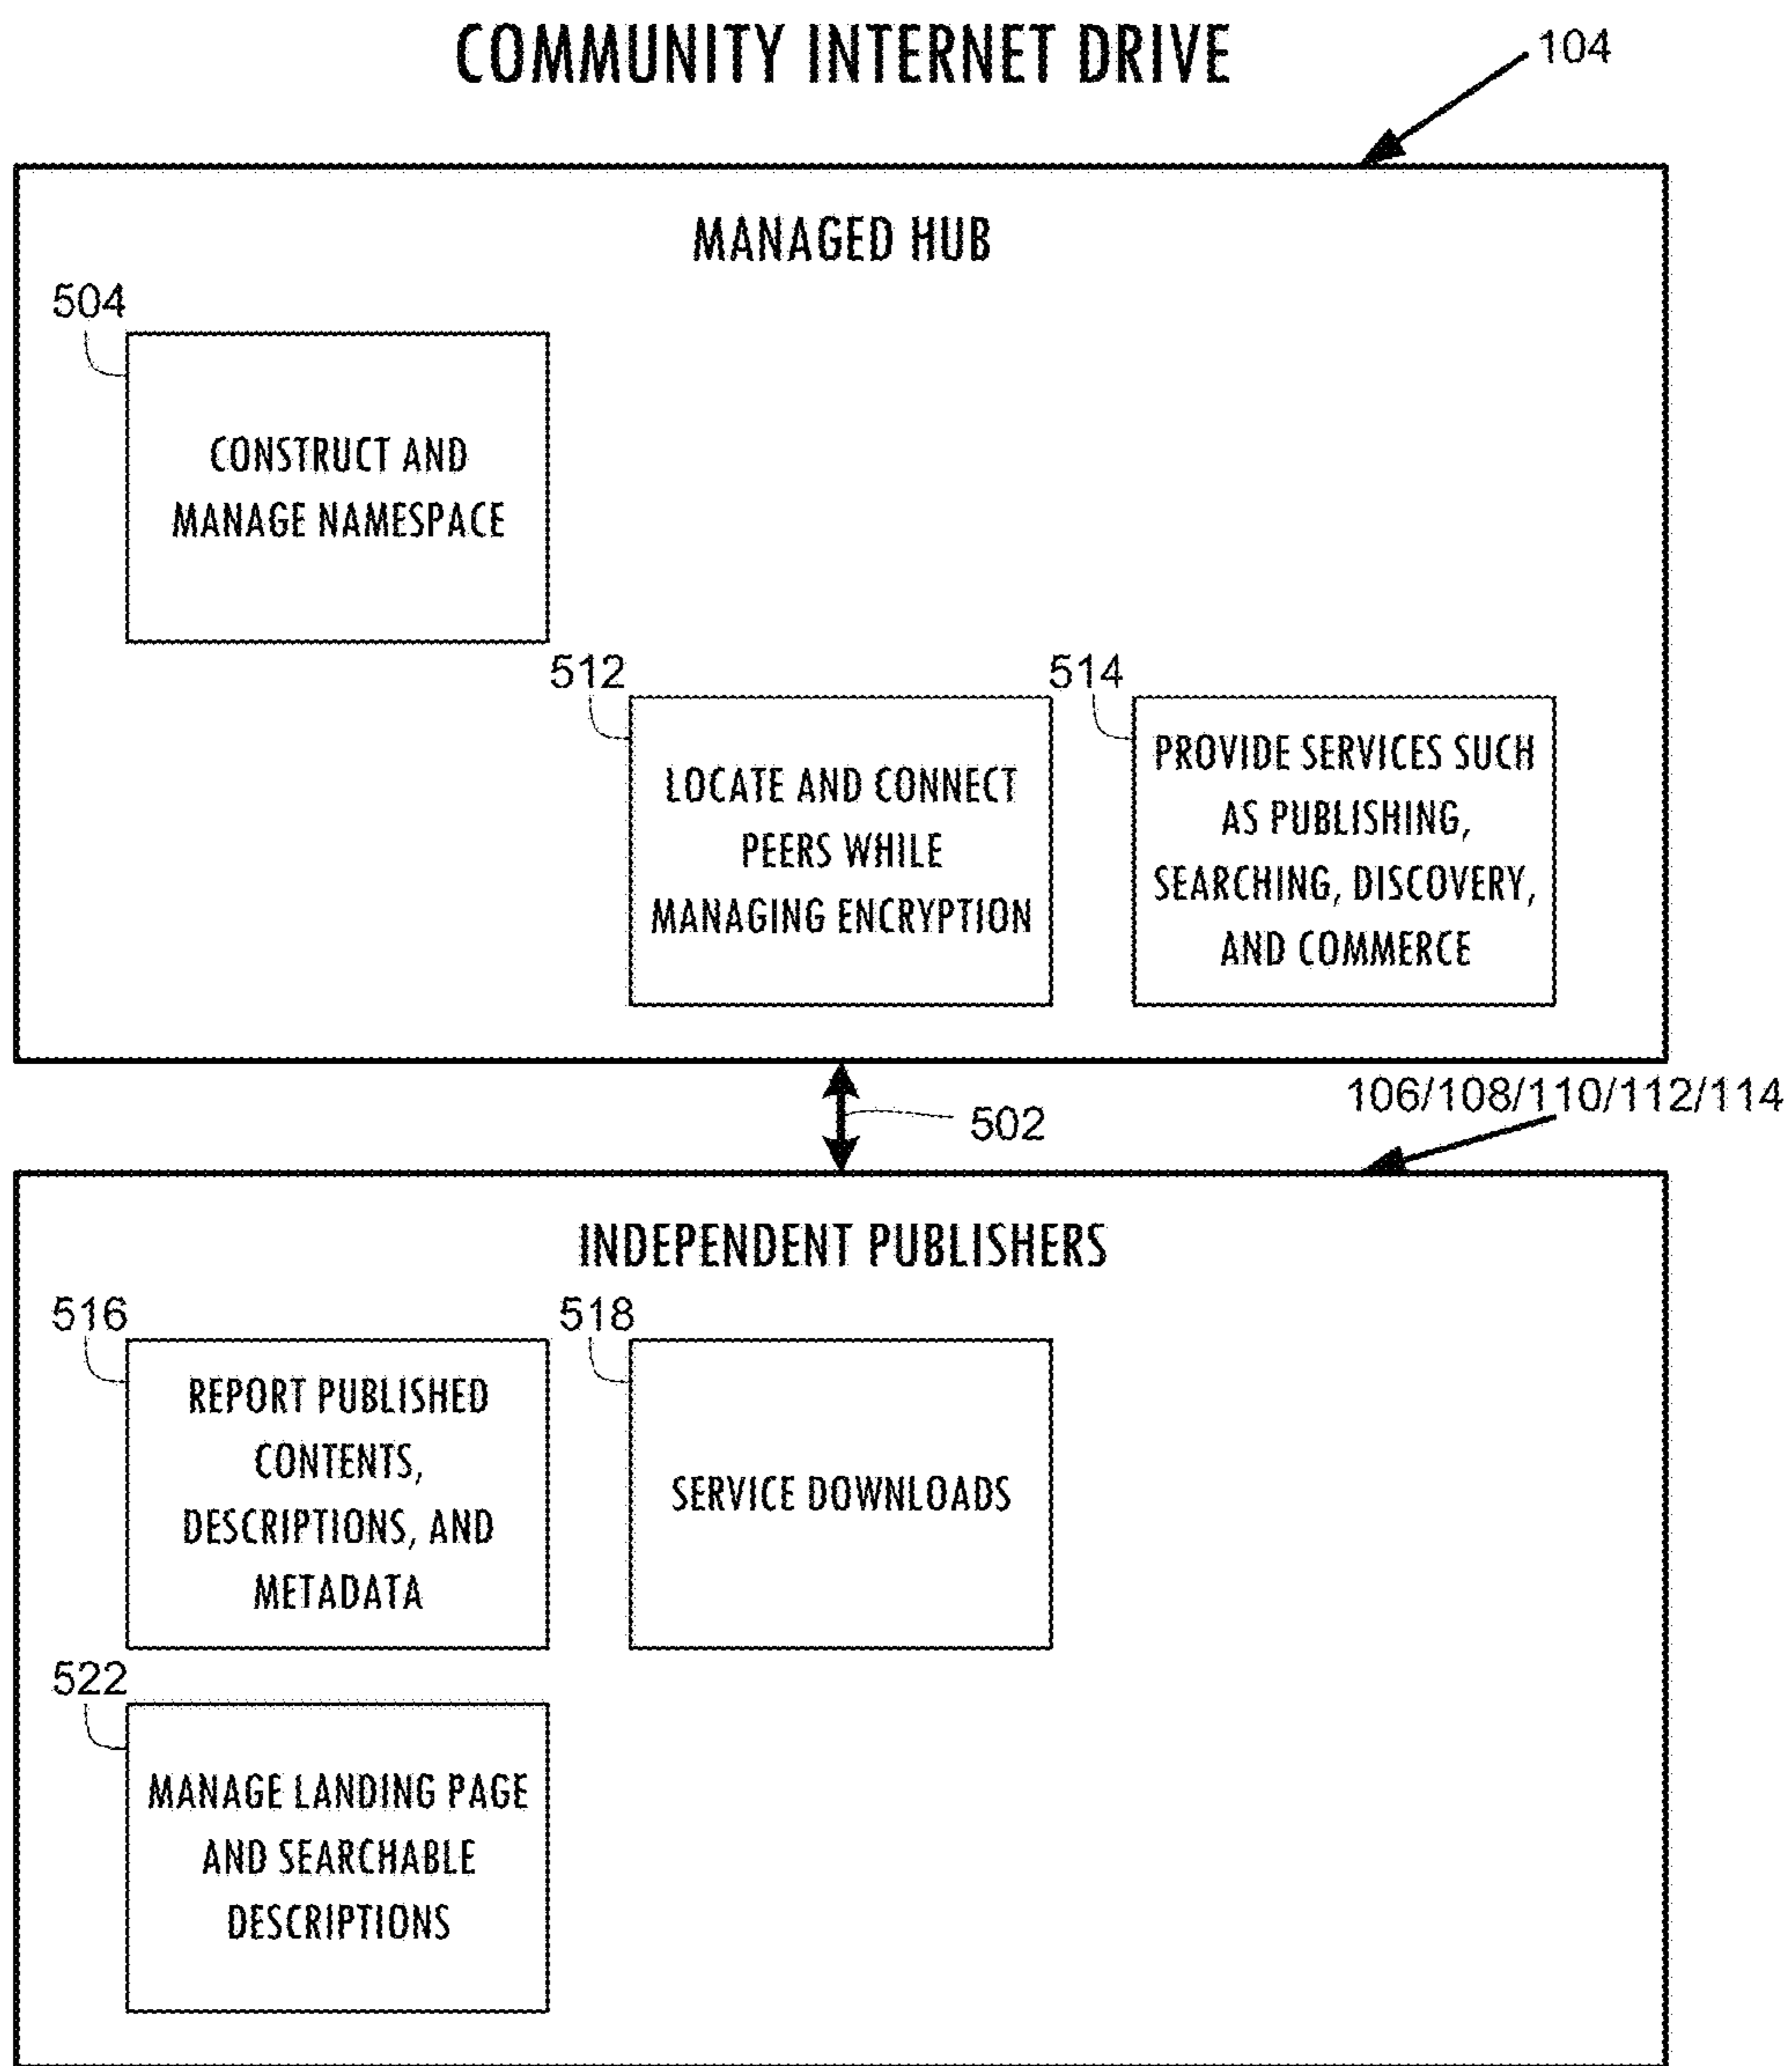 COMMUNITY INTERNET DRIVE
104
MANAGED HUB
504
CONSTRUCT AND
MANAGE NAMESPACE
512
LOCATE AND CONNECT
PEERS WHILE
MANAGING ENCRYPTION
514
PROVIDE SERVICES SUCH
AS PUBLISHING,
SEARCHING, DISCOVERY,
AND COMMERCE
502
106/108/110/112/114
INDEPENDENT PUBLISHERS
516
REPORT PUBLISHED
CONTENTS,
DESCRIPTIONS, AND
METADATA
518
SERVICE DOWNLOADS
522
MANAGE LANDING PAGE
AND SEARCHABLE
DESCRIPTIONS